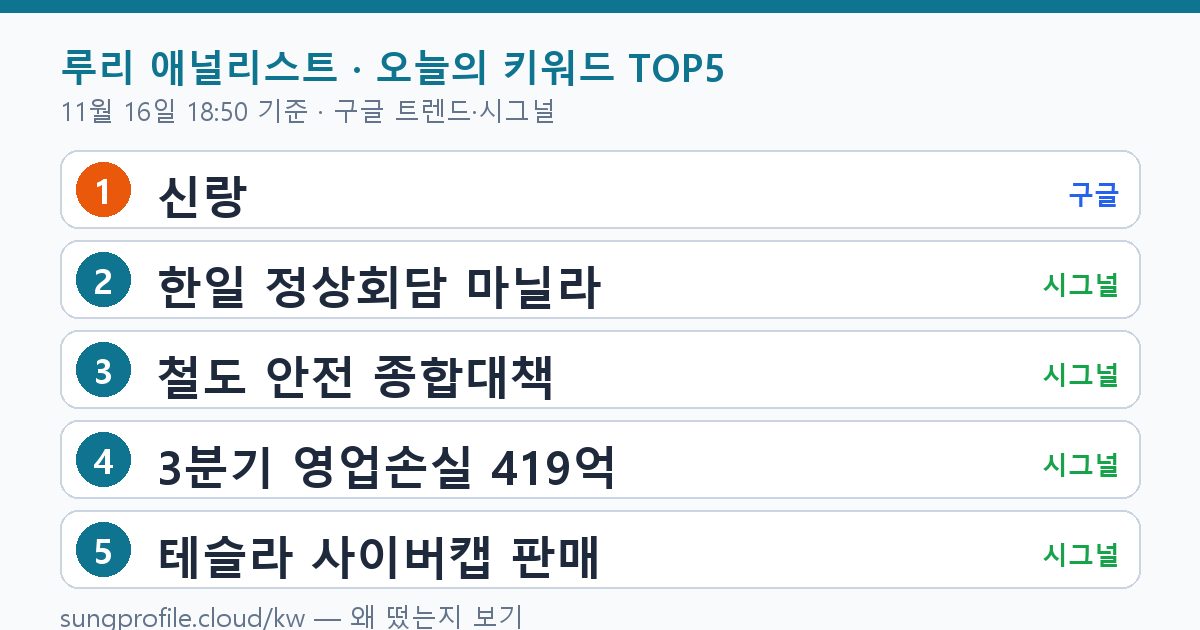 루리 애널리스트 · 오늘의 키워드 TOP5
11월 16일 18:50 기준 · 구글 트렌드·시그널
1 신랑 구글
2 한일 정상회담 마닐라 시그널
3 철도 안전 종합대책 시그널
4 3분기 영업손실 419억 시그널
5 테슬라 사이버캡 판매 시그널
sungprofile.cloud/kw — 왜 떴는지 보기